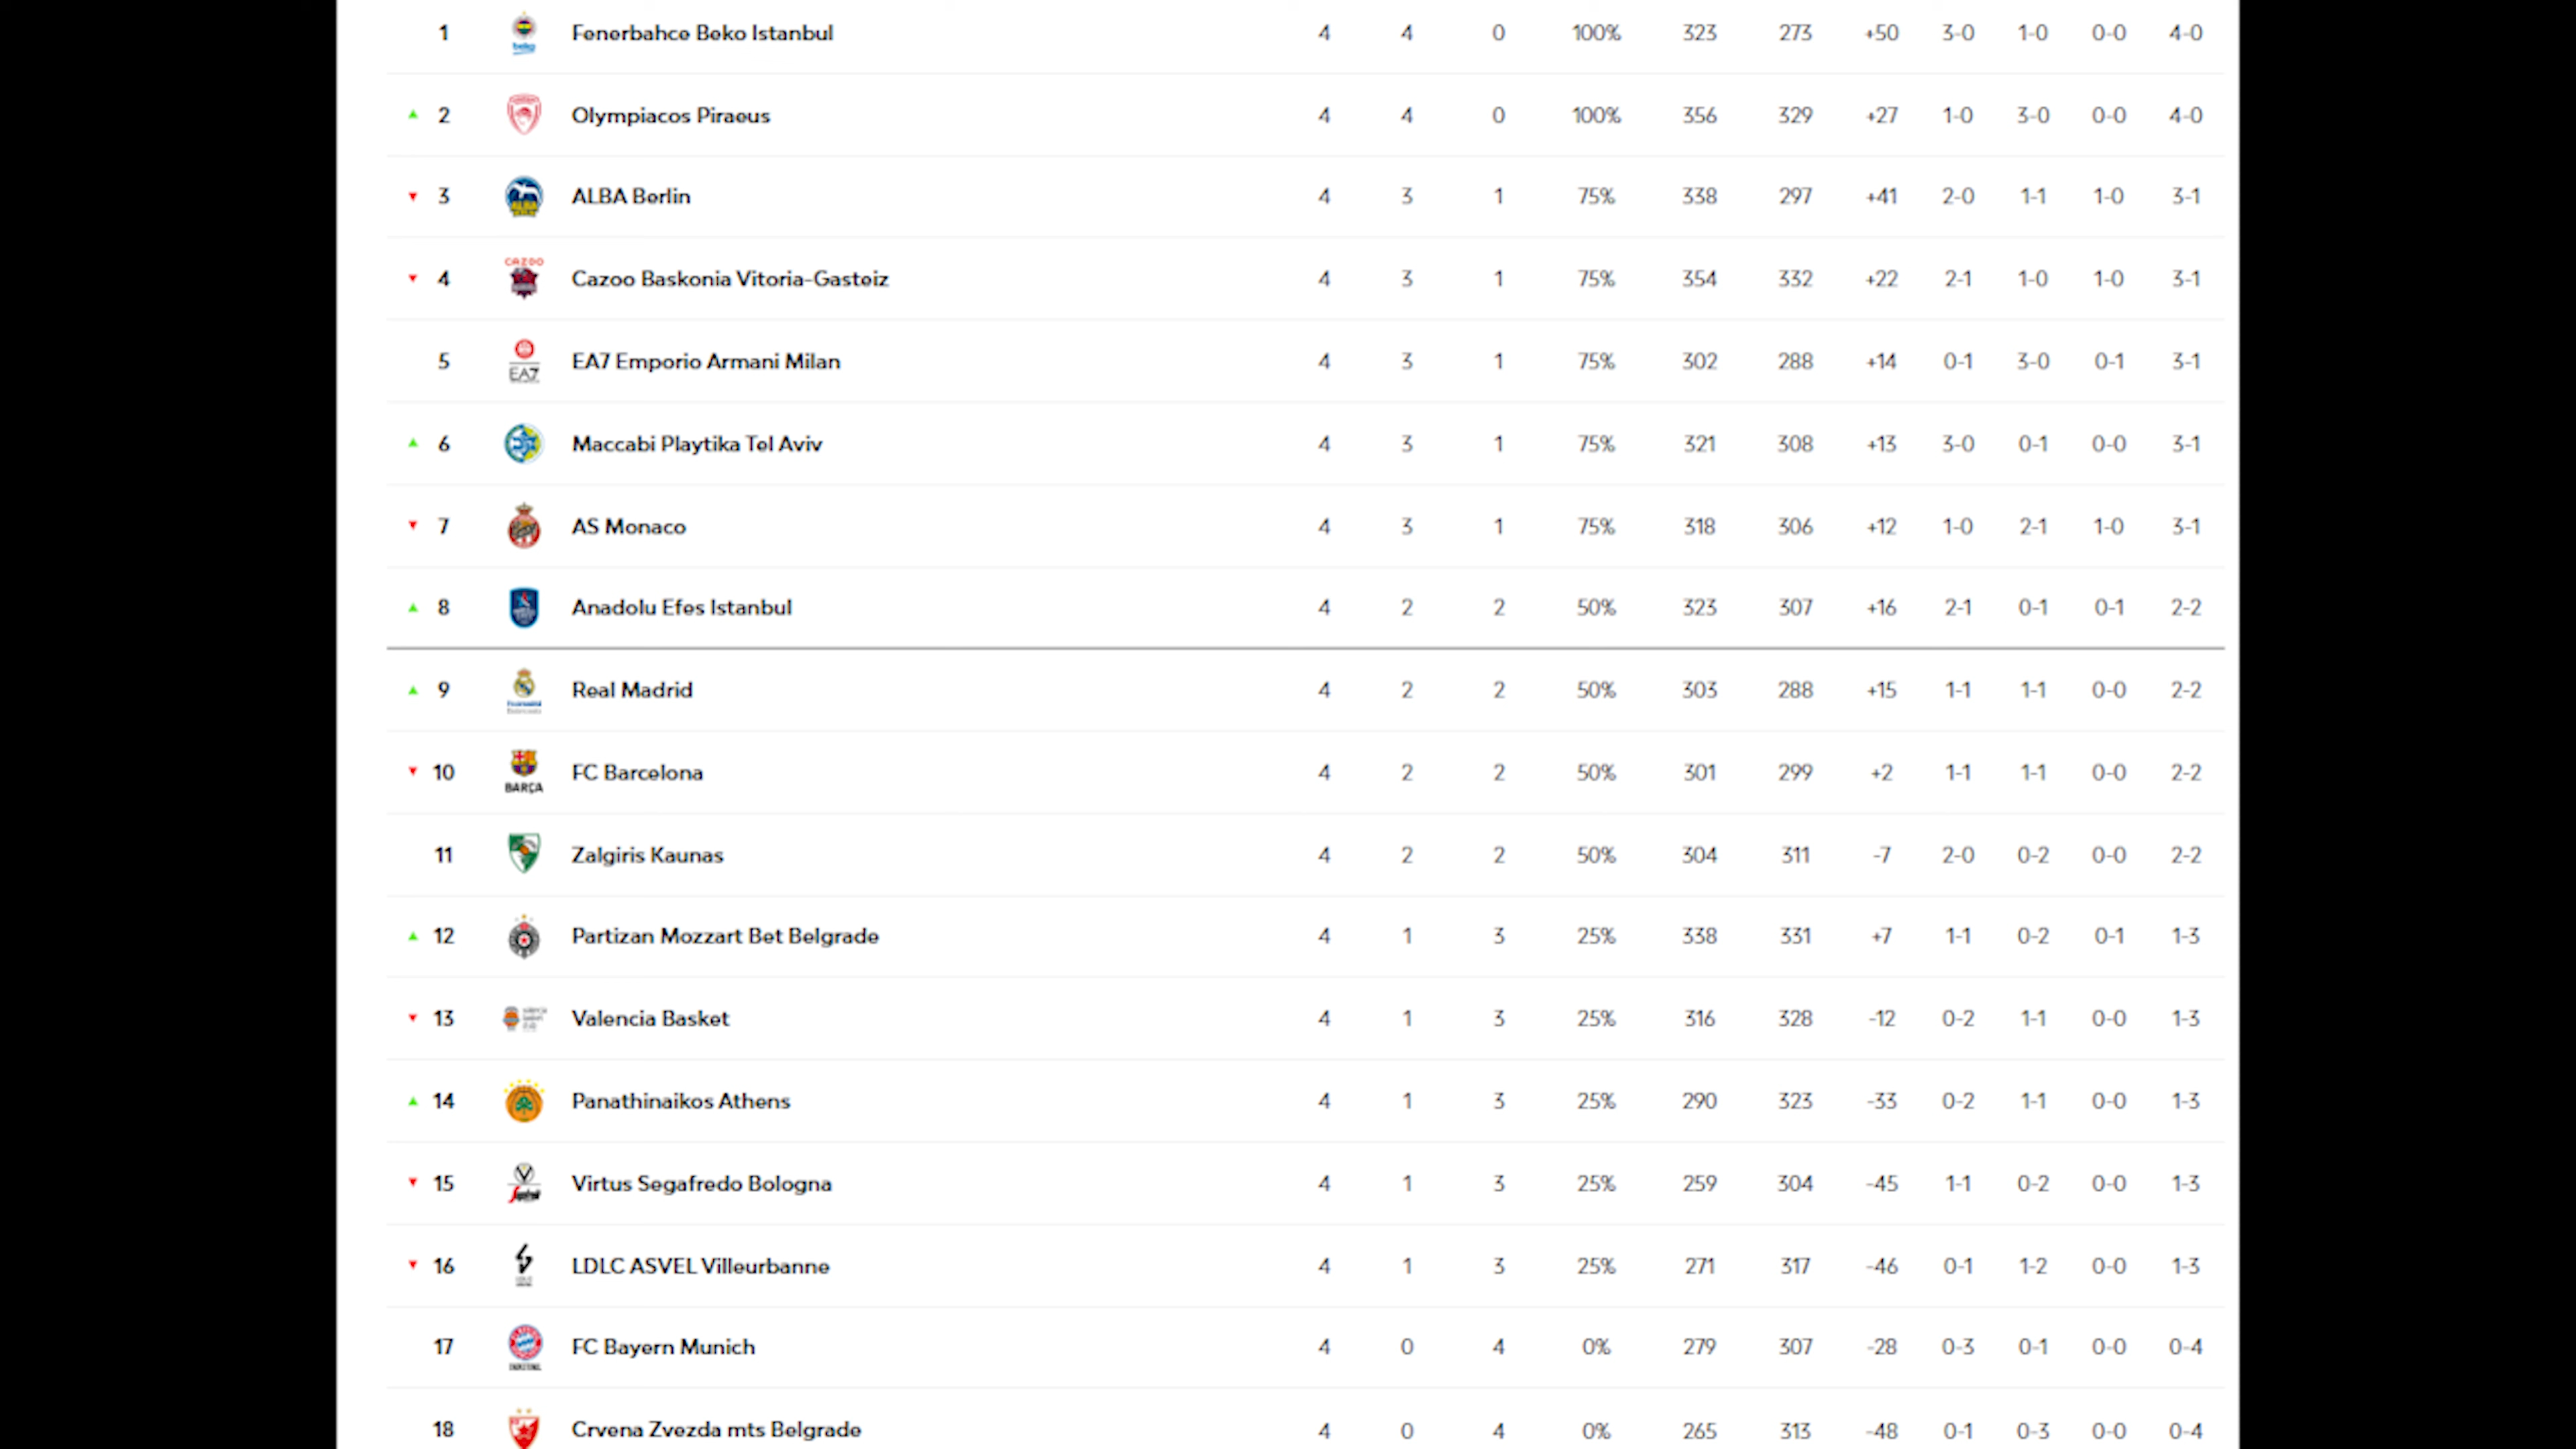 1 beko Fenerbahce Beko Istanbul 4 4 0 100% 323 273 +50 3-0 1-0 0-0 4-0
2 Olympiacos Piraeus 4 4 0 100% 356 329 +27 1-0 3-0 0-0 4-0
3 ALBA ALBA Berlin 4 3 1 75% 338 297 +41 2-0 1-1 1-0 3-1
4 CAZOO Cazoo Baskonia Vitoria-Gasteiz 4 3 1 75% 354 332 +22 2-1 1-0 1-0 3-1
5 EA7 EA7 Emporio Armani Milan 4 3 1 75% 302 288 +14 0-1 3-0 0-1 3-1
6 Maccabi Playtika Tel Aviv 4 3 1 75% 321 308 +13 3-0 0-1 0-0 3-1
7 AS Monaco 4 3 1 75% 318 306 +12 1-0 2-1 1-0 3-1
8 Anadolu Efes Istanbul 4 2 2 50% 323 307 +16 2-1 0-1 0-1 2-2
9 Real Madrid 4 2 2 50% 303 288 +15 1-1 1-1 0-0 2-2
10 BARÇA FC Barcelona 4 2 2 50% 301 299 +2 1-1 1-1 0-0 2-2
11 Zalgiris Kaunas 4 2 2 50% 304 311 -7 2-0 0-2 0-0 2-2
12 Partizan Mozzart Bet Belgrade 4 1 3 25% 338 331 +7 1-1 0-2 0-1 1-3
13 Valencia Basket 4 1 3 25% 316 328 -12 0-2 1-1 0-0 1-3
14 Panathinaikos Athens 4 1 3 25% 290 323 -33 0-2 1-1 0-0 1-3
15 Virtus Segafredo Bologna 4 1 3 25% 259 304 -45 1-1 0-2 0-0 1-3
16 LDLC ASVEL Villeurbanne 4 1 3 25% 271 317 -46 0-1 1-2 0-0 1-3
17 FC Bayern Munich 4 0 4 0% 279 307 -28 0-3 0-1 0-0 0-4
18 Crvena Zvezda mts Belgrade 4 0 4 0% 265 313 -48 0-1 0-3 0-0 0-4